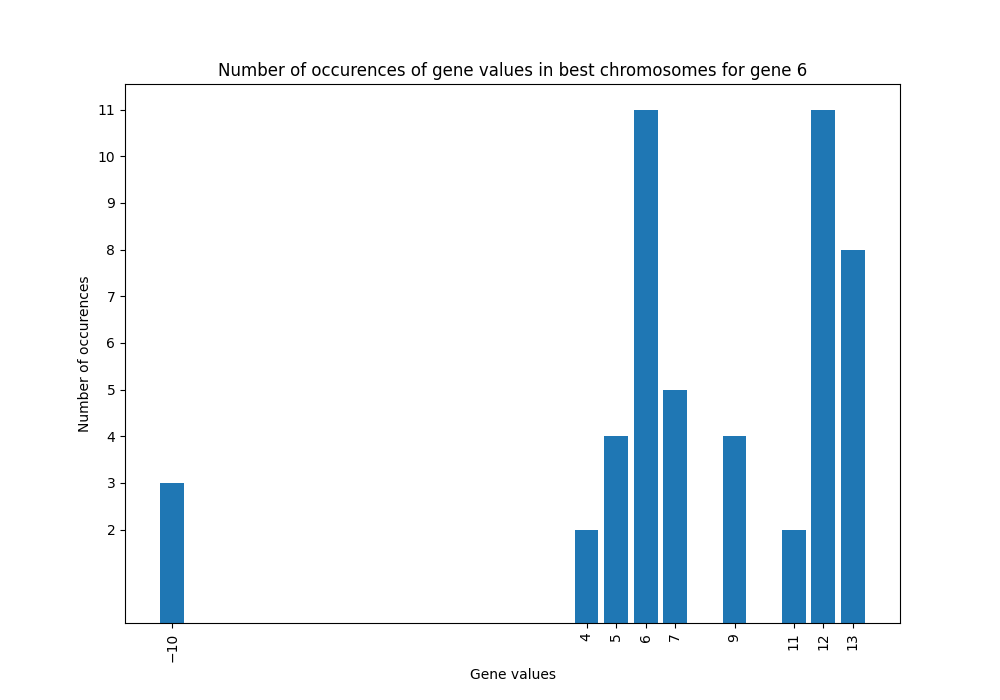 Number of occurences of gene values in best chromosomes for gene 6
11
10
9
8
7
6
5
4
3
2
Number of occurences
−10 4 5 6 7 9 11 12 13
Gene values